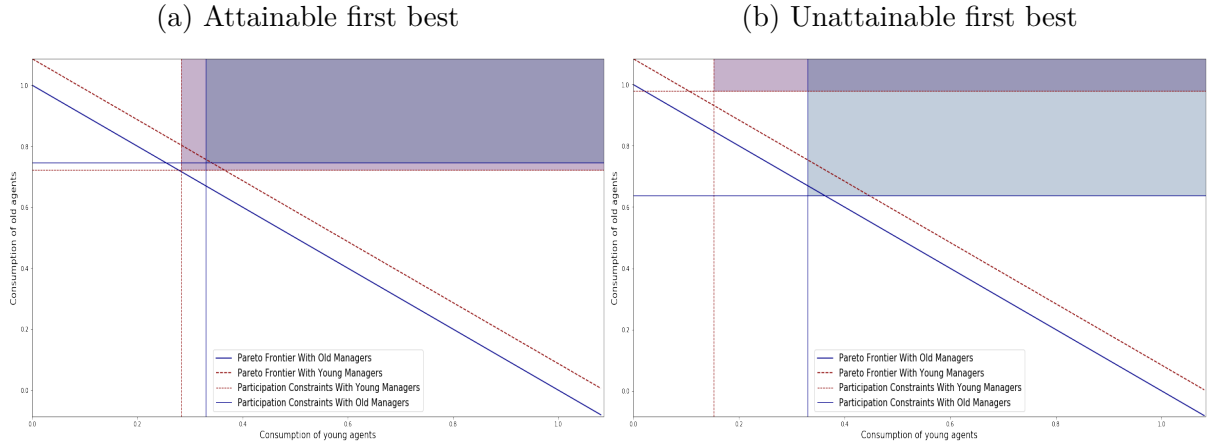 (a) Attainable first best
(b) Unattainable first best
1.0
0.8
0.6
0.4
0.2
0.0
Consumption of old agents
Pareto Frontier With Old Managers
Pareto Frontier With Young Managers
Participation Constraints With Young Managers
Participation Constraints With Old Managers
0.0 0.2 0.4 0.6 0.8 1.0
Consumption of young agents
1.0
0.8
0.6
0.4
0.2
0.0
Consumption of old agents
Pareto Frontier With Old Managers
Pareto Frontier With Young Managers
Participation Constraints With Young Managers
Participation Constraints With Old Managers
0.0 0.2 0.4 0.6 0.8 1.0
Consumption of young agents